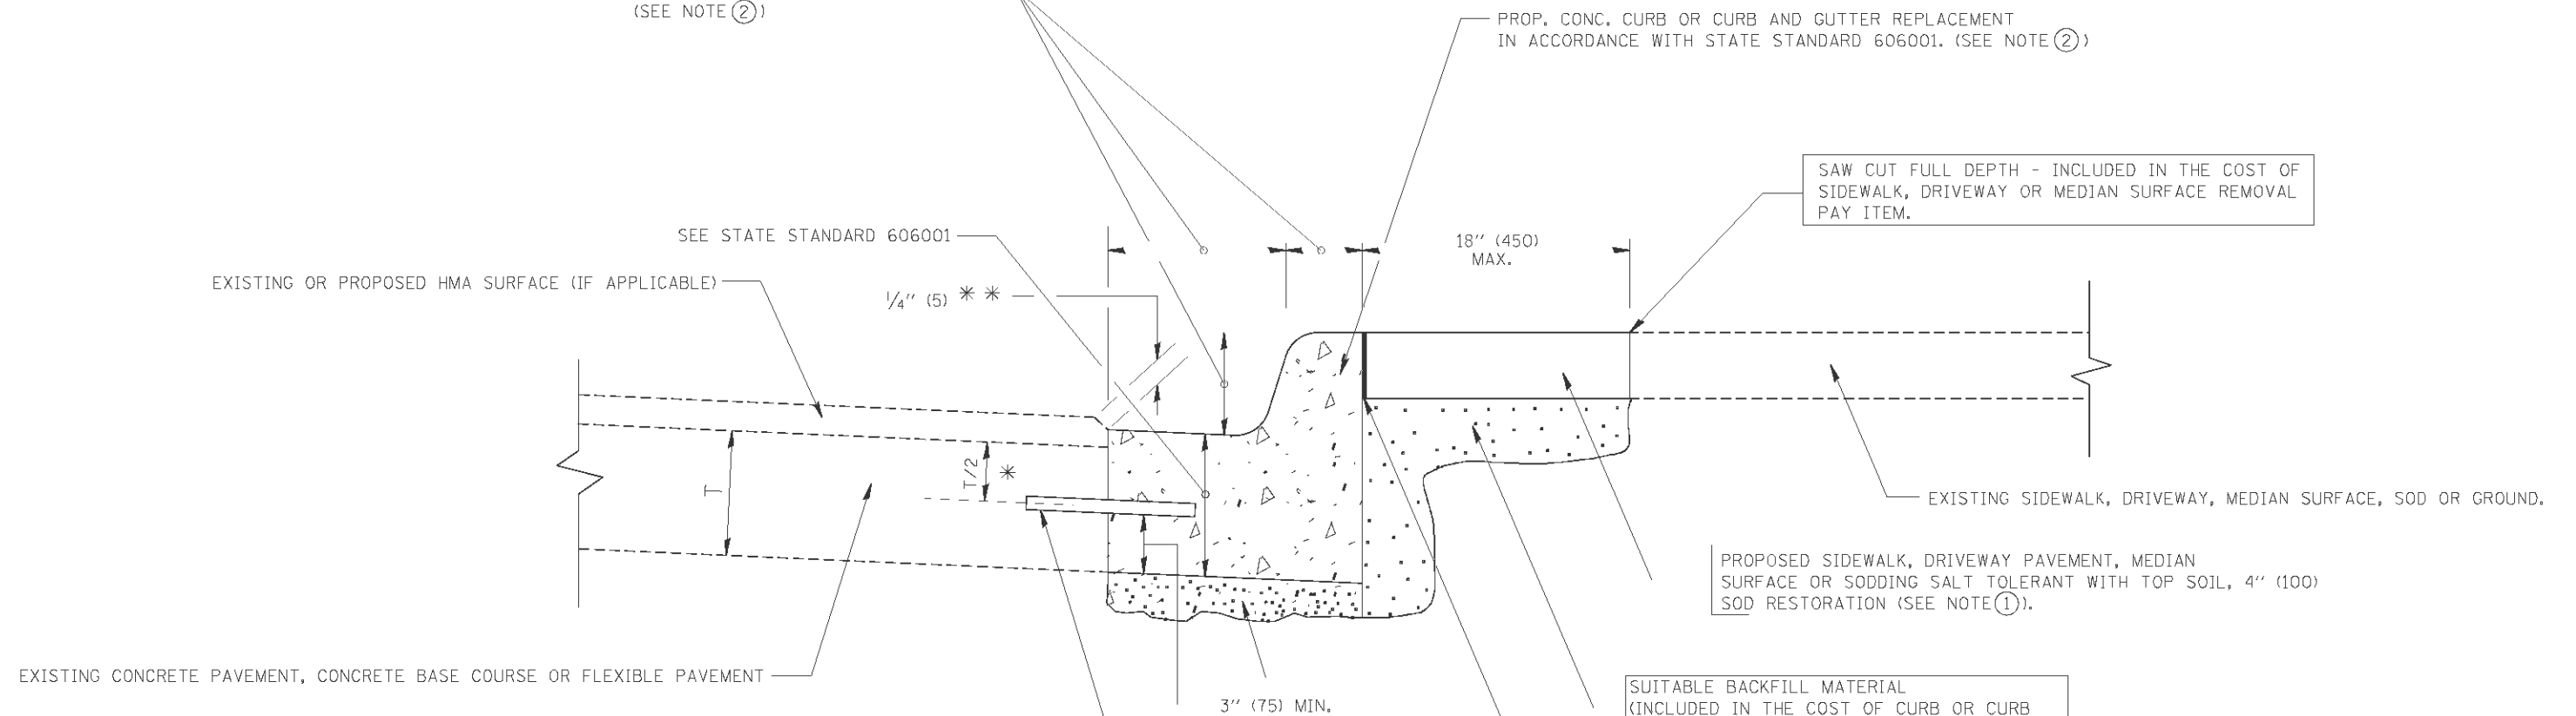 (SEE NOTE ②)
PROP. CONC. CURB OR CURB AND GUTTER REPLACEMENT
IN ACCORDANCE WITH STATE STANDARD 606001. (SEE NOTE ②)
SAW CUT FULL DEPTH - INCLUDED IN THE COST OF
SIDEWALK, DRIVEWAY OR MEDIAN SURFACE REMOVAL
PAY ITEM.
SEE STATE STANDARD 606001
18" (450)
MAX.
EXISTING OR PROPOSED HMA SURFACE (IF APPLICABLE)
1/4" (5) * *
T
T/2 *
EXISTING SIDEWALK, DRIVEWAY, MEDIAN SURFACE, SOD OR GROUND.
PROPOSED SIDEWALK, DRIVEWAY PAVEMENT, MEDIAN
SURFACE OR SODDING SALT TOLERANT WITH TOP SOIL, 4" (100)
SOD RESTORATION (SEE NOTE ①).
EXISTING CONCRETE PAVEMENT, CONCRETE BASE COURSE OR FLEXIBLE PAVEMENT
3" (75) MIN.
SUITABLE BACKFILL MATERIAL
(INCLUDED IN THE COST OF CURB OR CURB